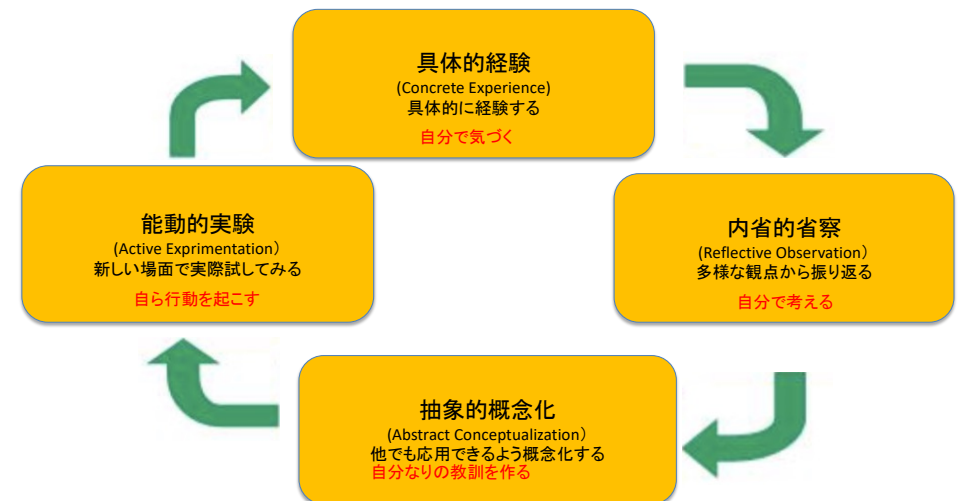 具体的経験
(Concrete Experience)
具体的に経験する
自分で気づく
能動的実験
(Active Exprimentation）
新しい場面で実際試してみる
自ら行動を起こす
内省的省察
(Reflective Observation）
多様な観点から振り返る
自分で考える
抽象的概念化
(Abstract Conceptualization）
他でも応用できるよう概念化する
自分なりの教訓を作る